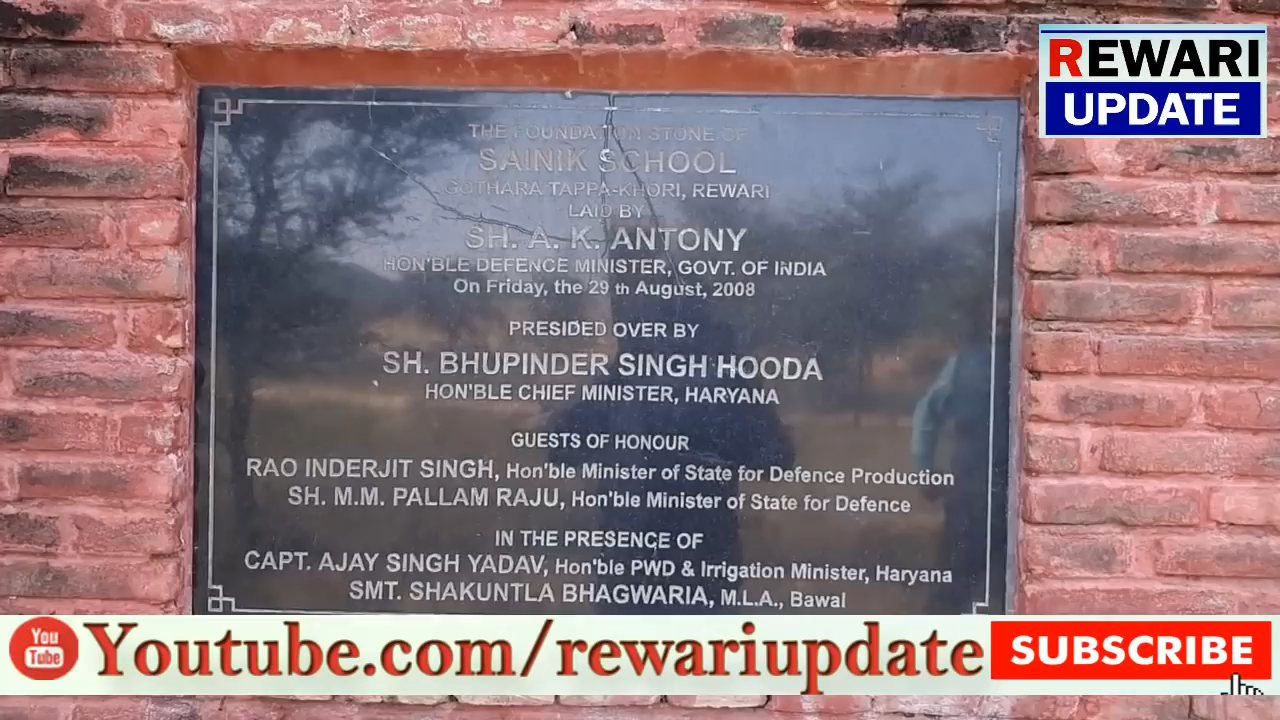 REWARI
UPDATE
THE FOUNDATION STONE OF
SAINIK SCHOOL
GOTHARA TAPPA-KHORI, REWARI
LAID BY
SH. A. K. ANTONY
HON'BLE DEFENCE MINISTER, GOVT. OF INDIA
On Friday, the 29 th August, 2008
PRESIDED OVER BY
SH. BHUPINDER SINGH HOODA
HON'BLE CHIEF MINISTER, HARYANA
GUESTS OF HONOUR
RAO INDERJIT SINGH, Hon'ble Minister of State for Defence Production
SH. M.M. PALLAM RAJU, Hon'ble Minister of State for Defence
IN THE PRESENCE OF
CAPT. AJAY SINGH YADAV, Hon'ble PWD & Irrigation Minister, Haryana
SMT. SHAKUNTLA BHAGWARIA, M.L.A., Bawal
You
Tube
Youtube.com/rewariupdate
SUBSCRIBE